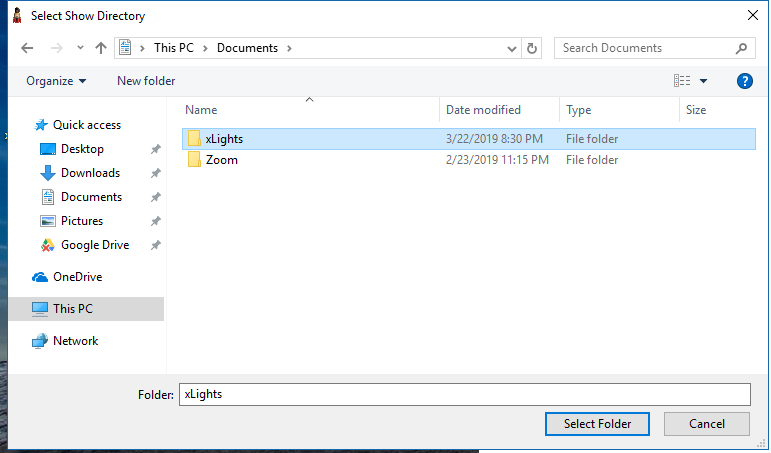 Select Show Directory
This PC > Documents >
Search Documents
Organize
New folder
Name
Date modified
Type
Size
Quick access
Desktop
Downloads
Documents
Pictures
Google Drive
OneDrive
This PC
Network
xLights 3/22/2019 8:30 PM File folder
Zoom 2/23/2019 11:15 PM File folder
Folder: xLights
Select Folder
Cancel